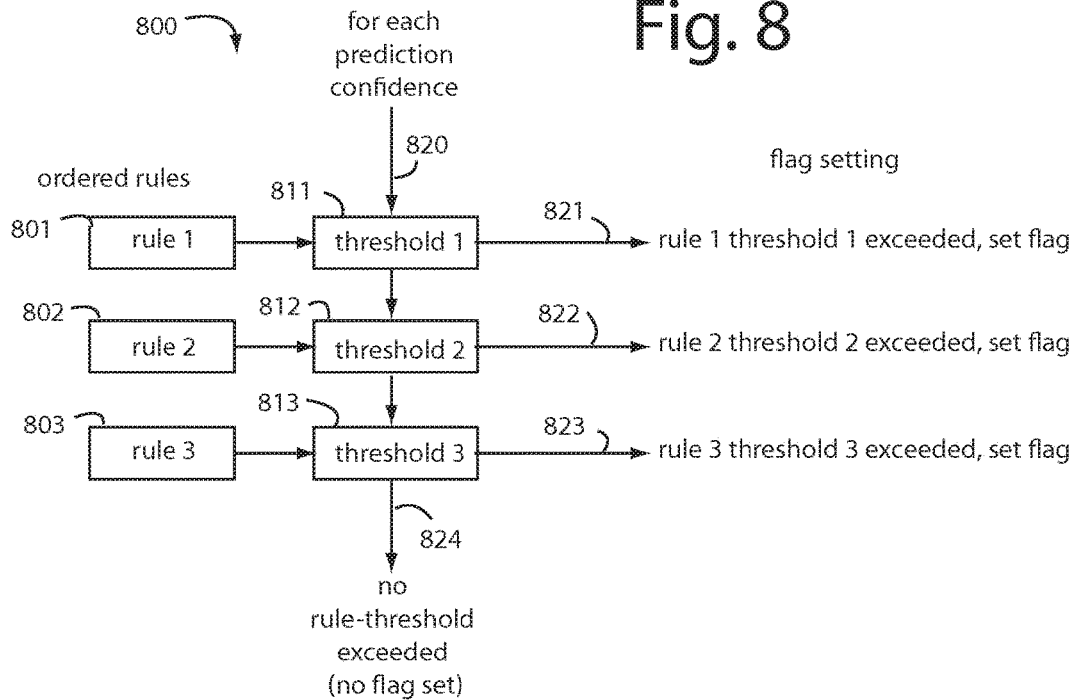 Fig. 8
800
for each
prediction
confidence
820
ordered rules
flag setting
801
rule 1
811
threshold 1
821
rule 1 threshold 1 exceeded, set flag
802
rule 2
812
threshold 2
822
rule 2 threshold 2 exceeded, set flag
803
rule 3
813
threshold 3
823
rule 3 threshold 3 exceeded, set flag
824
no
rule-threshold
exceeded
(no flag set)